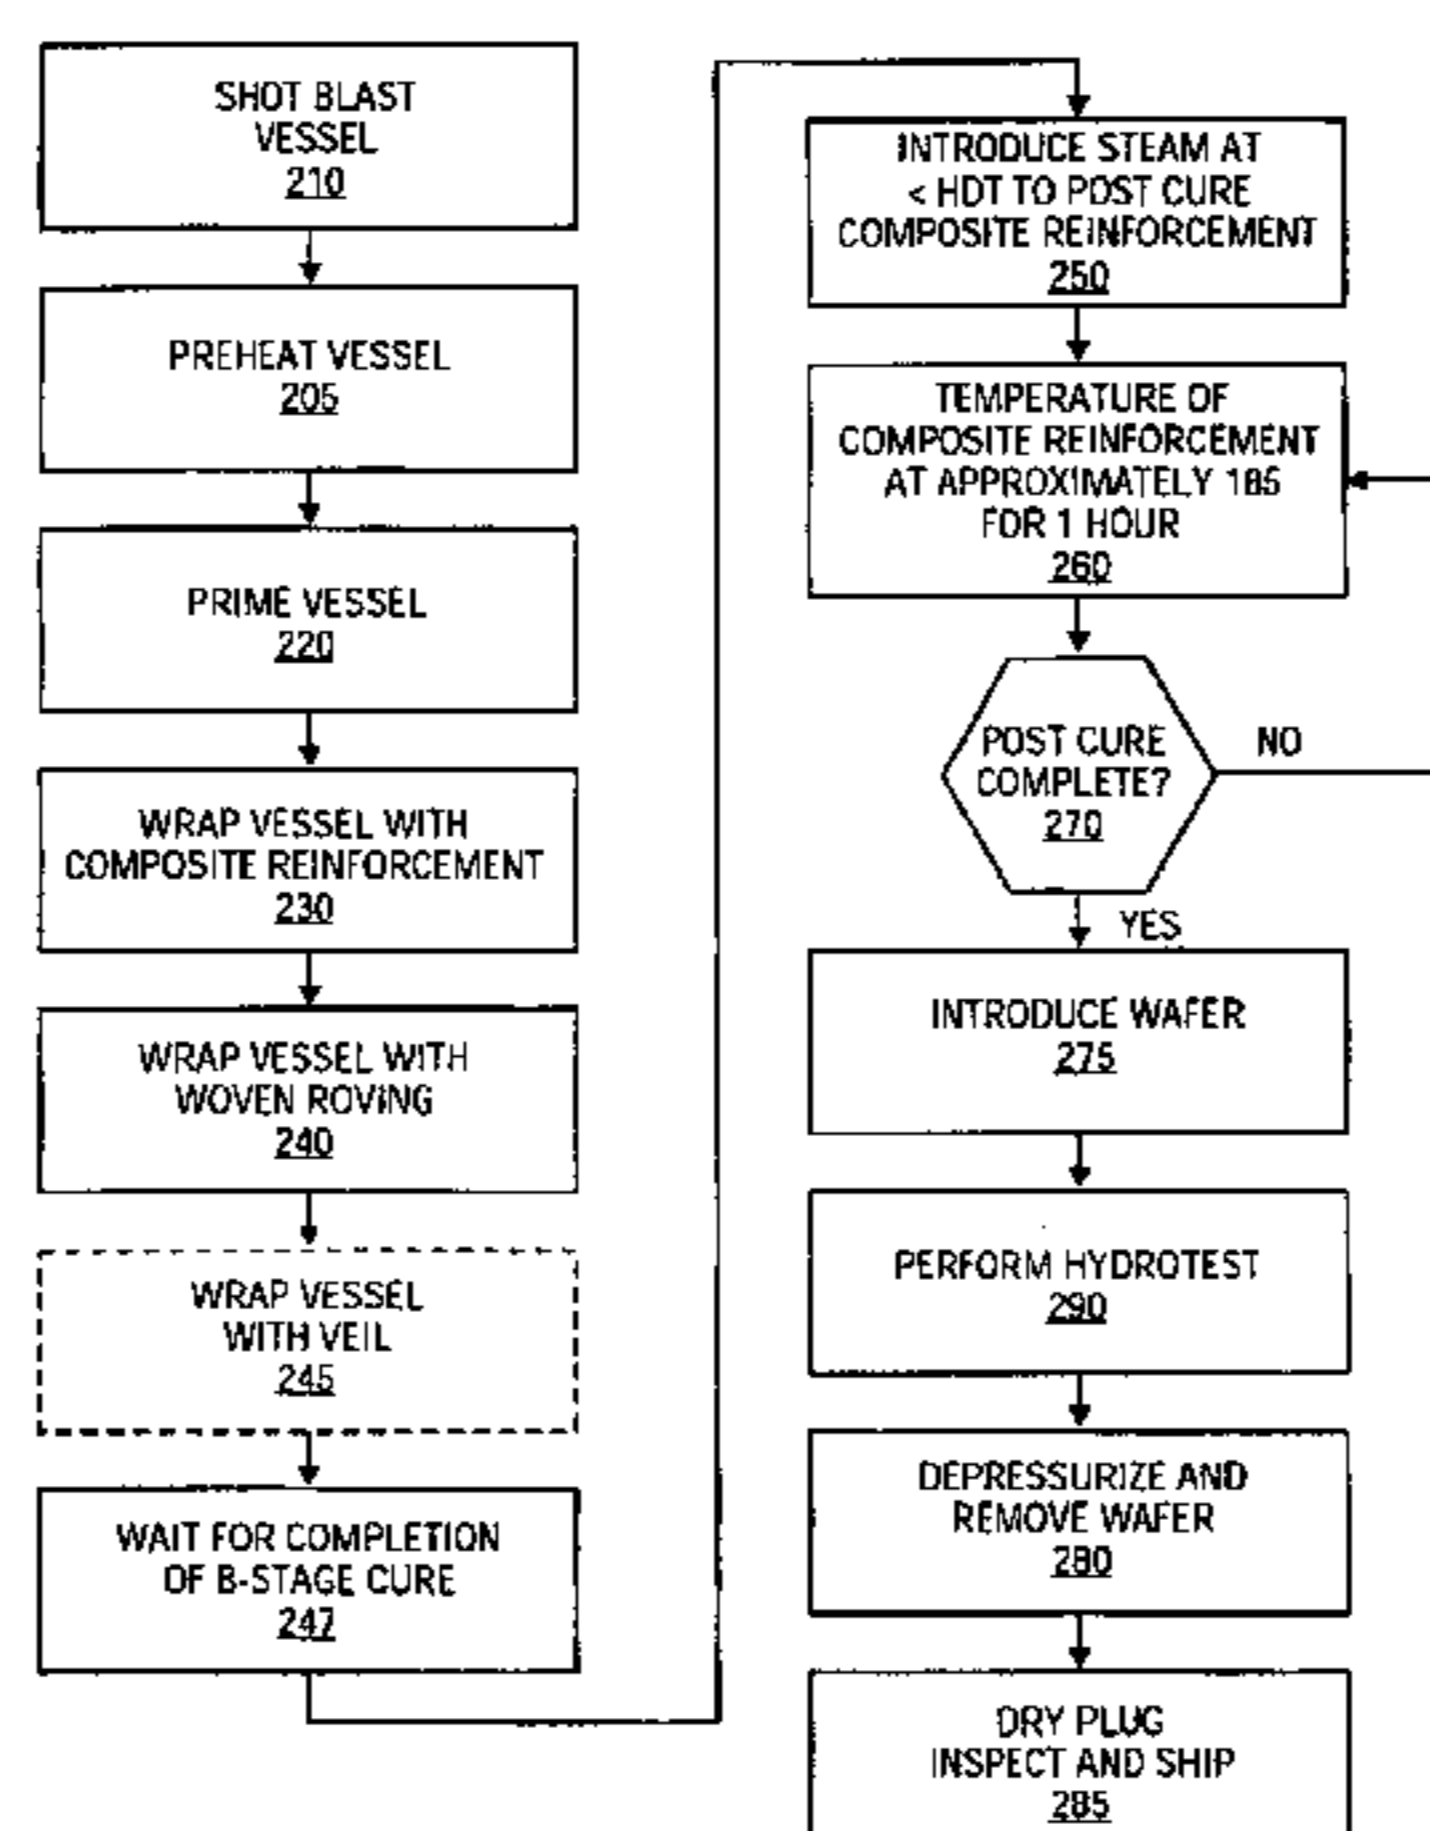 SHOT BLAST
VESSEL
210
PREHEAT VESSEL
205
PRIME VESSEL
220
WRAP VESSEL WITH
COMPOSITE REINFORCEMENT
230
WRAP VESSEL WITH
WOVEN ROVING
240
WRAP VESSEL
WITH VEIL
245
WAIT FOR COMPLETION
OF B-STAGE CURE
247
INTRODUCE STEAM AT
< HDT TO POST CURE
COMPOSITE REINFORCEMENT
250
TEMPERATURE OF
COMPOSITE REINFORCEMENT
AT APPROXIMATELY 185
FOR 1 HOUR
260
POST CURE
COMPLETE?
270
NO
YES
INTRODUCE WAFER
275
PERFORM HYDROTEST
290
DEPRESSURIZE AND
REMOVE WAFER
280
DRY PLUG
INSPECT AND SHIP
285